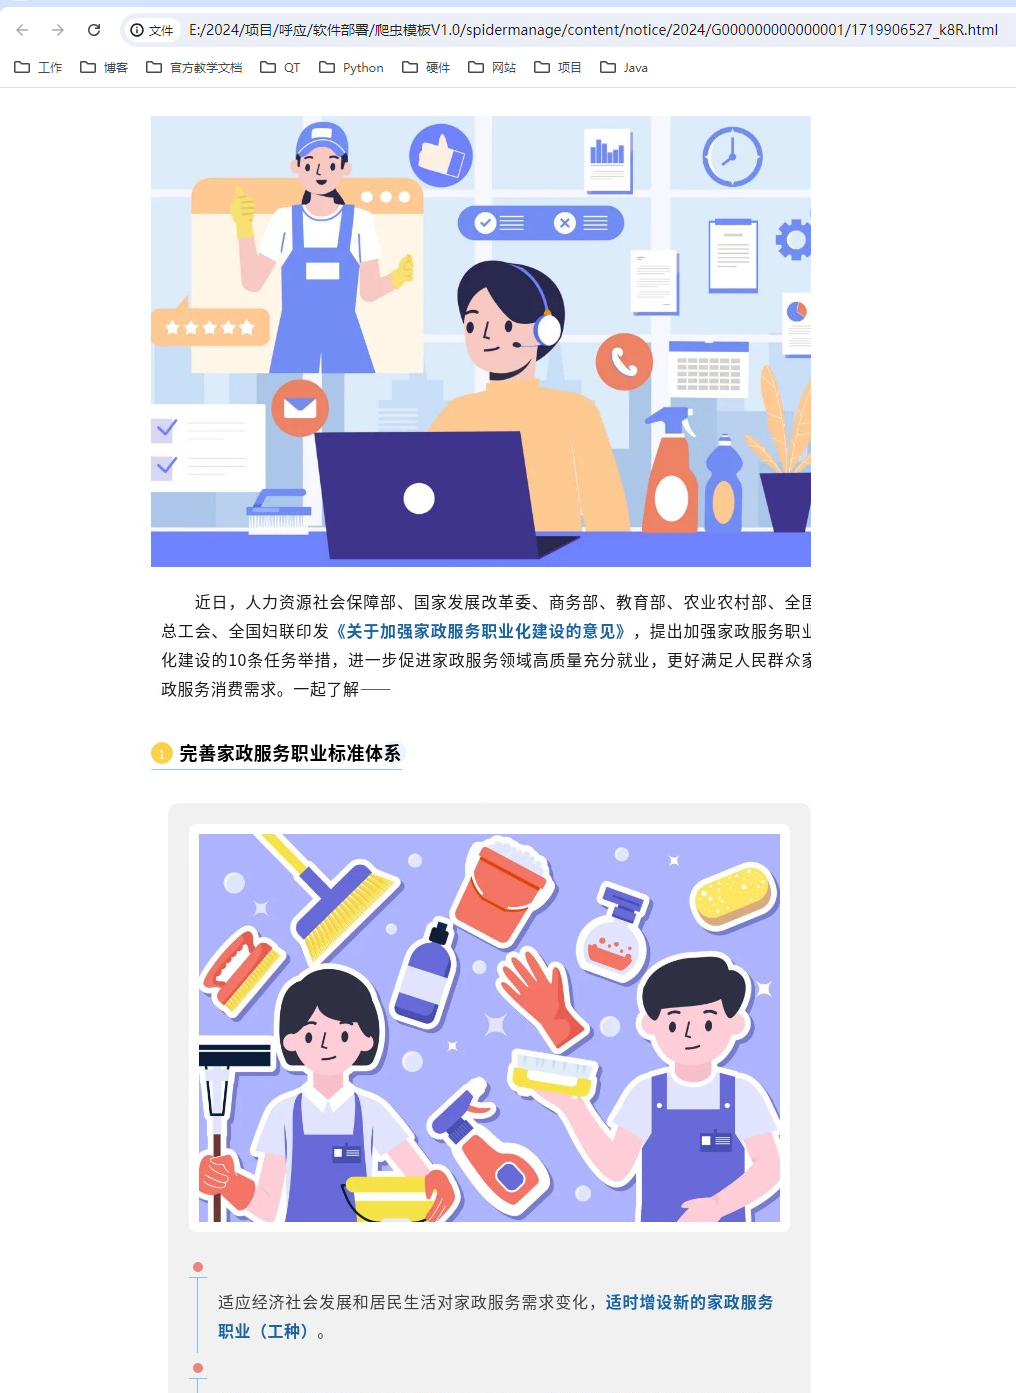 文件 E:/2024/项目/呼应/软件部署/爬虫模板V1.0/spidermanage/content/notice/2024/G000000000000001/1719906527_k8R.html
工作 博客 官方教学文档 QT Python 硬件 网站 项目 Java
近日，人力资源社会保障部、国家发展改革委、商务部、教育部、农业农村部、全国
总工会、全国妇联印发《关于加强家政服务职业化建设的意见》，提出加强家政服务职业
化建设的10条任务举措，进一步促进家政服务领域高质量充分就业，更好满足人民群众家
政服务消费需求。一起了解——
1 完善家政服务职业标准体系
适应经济社会发展和居民生活对家政服务需求变化，适时增设新的家政服务
职业（工种）。